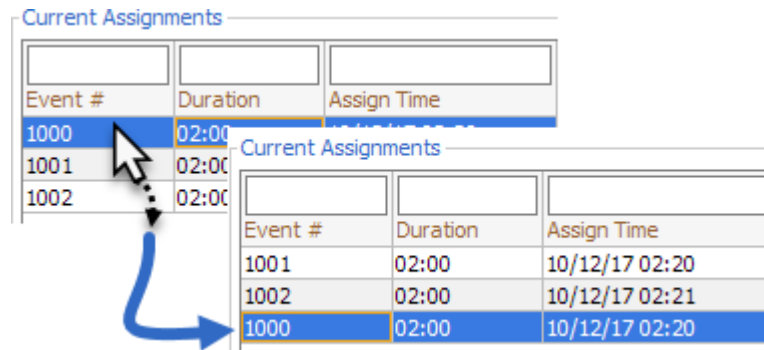 Current Assignments
Event # Duration Assign Time
1000 02:00
1001 02:00
1002 02:00
Current Assignments
Event # Duration Assign Time
1001 02:00 10/12/17 02:20
1002 02:00 10/12/17 02:21
1000 02:00 10/12/17 02:20